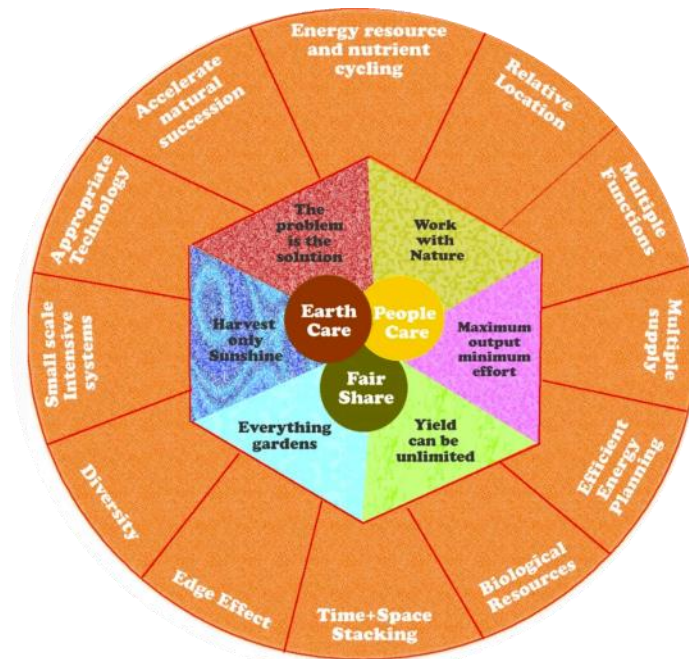 Energy resource
and nutrient
cycling
Relative
Location
Multiple
Functions
Multiple
supply
Efficient
Energy
Planning
Biological
Resources
Time+Space
Stacking
Edge Effect
Diversity
Small scale
Intensive
systems
Appropriate
Technology
Accelerate
natural
succession
The
problem
is the
solution
Work
with
Nature
Maximum
output
minimum
effort
Yield
can be
unlimited
Everything
gardens
Harvest
only
Sunshine
Earth
Care
People
Care
Fair
Share